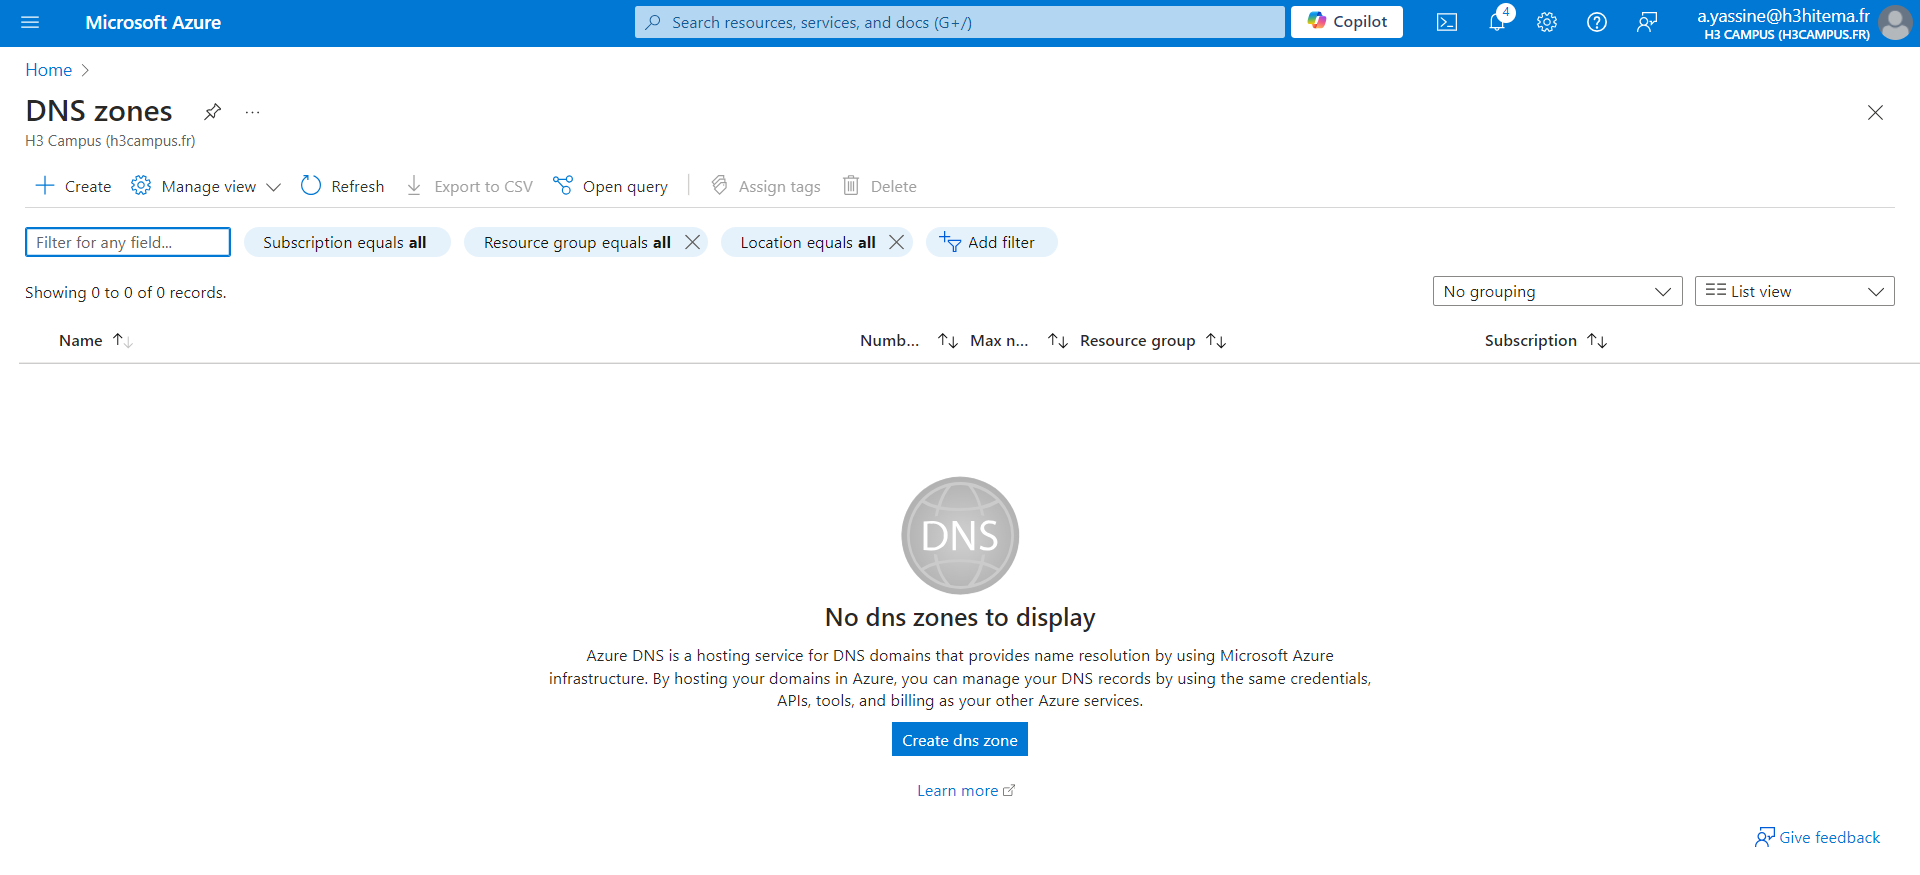 Microsoft Azure
Search resources, services, and docs (G+/)
Copilot
4
a.yassine@h3hitema.fr
H3 CAMPUS (H3CAMPUS.FR)
Home
DNS zones
...
H3 Campus (h3campus.fr)
Create
Manage view
Refresh
Export to CSV
Open query
Assign tags
Delete
Filter for any field...
Subscription equals all
Resource group equals all
Location equals all
Add filter
Showing 0 to 0 of 0 records.
No grouping
List view
Name
Numb...
Max n...
Resource group
Subscription
DNS
No dns zones to display
Azure DNS is a hosting service for DNS domains that provides name resolution by using Microsoft Azure
infrastructure. By hosting your domains in Azure, you can manage your DNS records by using the same credentials,
APIs, tools, and billing as your other Azure services.
Create dns zone
Learn more
Give feedback